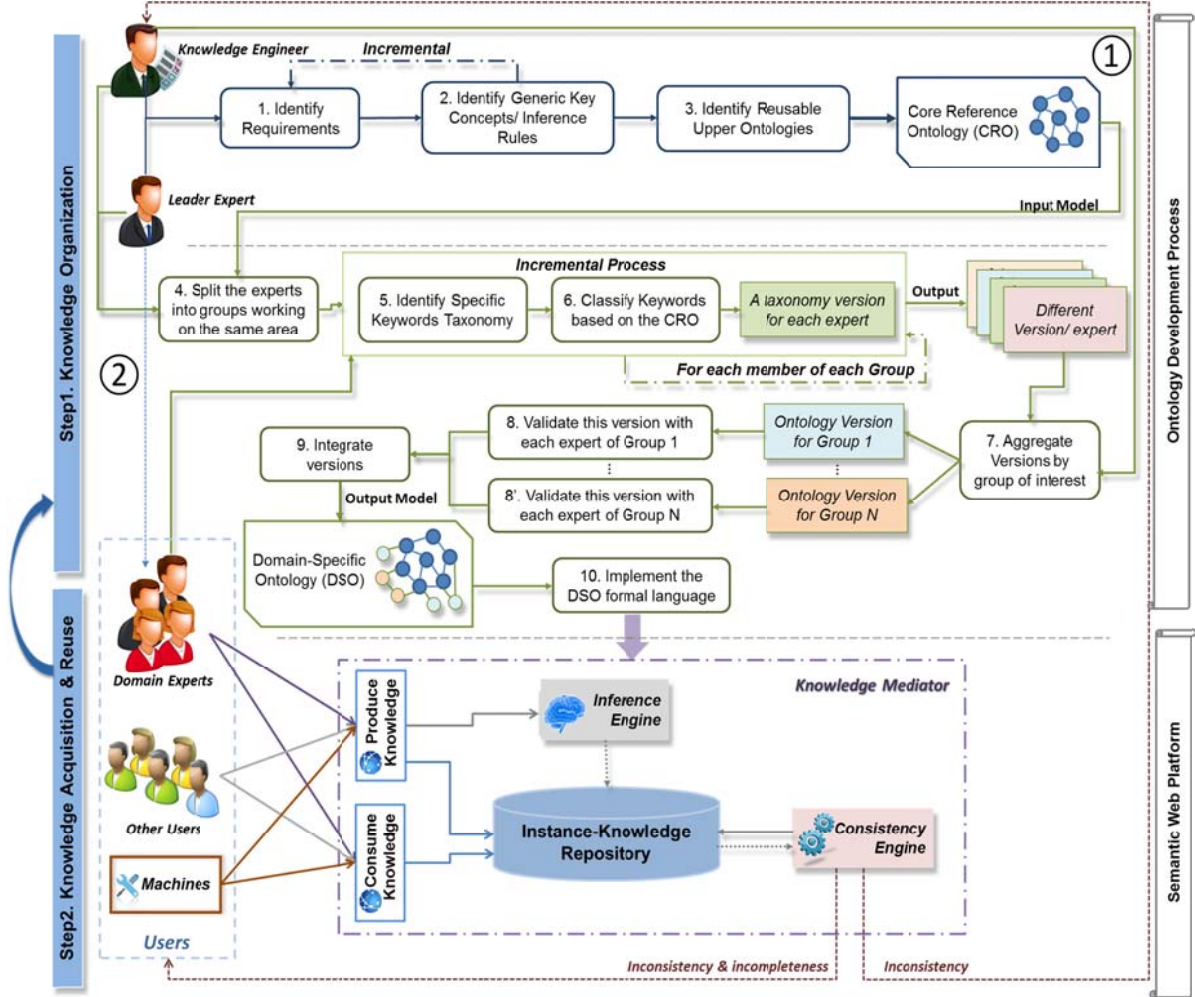 Knowledge Engineer
Incremental
1
1. Identify
Requirements
2. Identify Generic Key
Concepts/ Inference
Rules
3. Identify Reusable
Upper Ontologies
Core Reference
Ontology (CRO)
Leader Expert
Input Model
Step1. Knowledge Organization
Ontology Development Process
4. Split the experts
into groups working
on the same area
Incremental Process
5. Identify Specific
Keywords Taxonomy
6. Classify Keywords
based on the CRO
A taxonomy version
for each expert
Output
Different
Version/ expert
For each member of each Group
2
9. Integrate
versions
8. Validate this version with
each expert of Group 1
Ontology Version
for Group 1
7. Aggregate
Versions by
group of interest
8'. Validate this version with
each expert of Group N
Ontology Version
for Group N
Output Model
Domain-Specific
Ontology (DSO)
10. Implement the
DSO formal language
Step2. Knowledge Acquisition & Reuse
Semantic Web Platform
Domain Experts
Other Users
Machines
Users
Produce
Knowledge
Consume
Knowledge
Knowledge Mediator
Inference
Engine
Instance-Knowledge
Repository
Consistency
Engine
Inconsistency & incompleteness
Inconsistency